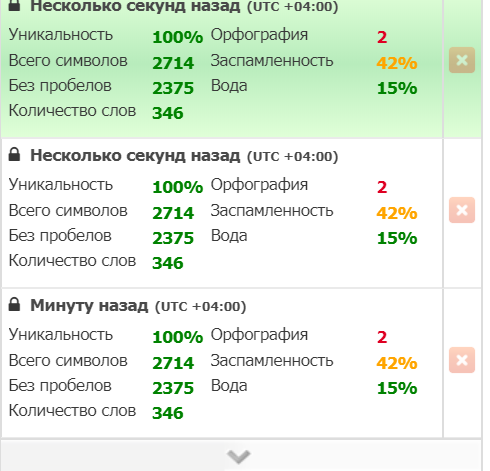 Несколько секунд назад (UTC +04:00)
Уникальность 100% Орфография 2
Всего символов 2714 Заспамленность 42%
Без пробелов 2375 Вода 15%
Количество слов 346
Несколько секунд назад (UTC +04:00)
Уникальность 100% Орфография 2
Всего символов 2714 Заспамленность 42%
Без пробелов 2375 Вода 15%
Количество слов 346
Минуту назад (UTC +04:00)
Уникальность 100% Орфография 2
Всего символов 2714 Заспамленность 42%
Без пробелов 2375 Вода 15%
Количество слов 346